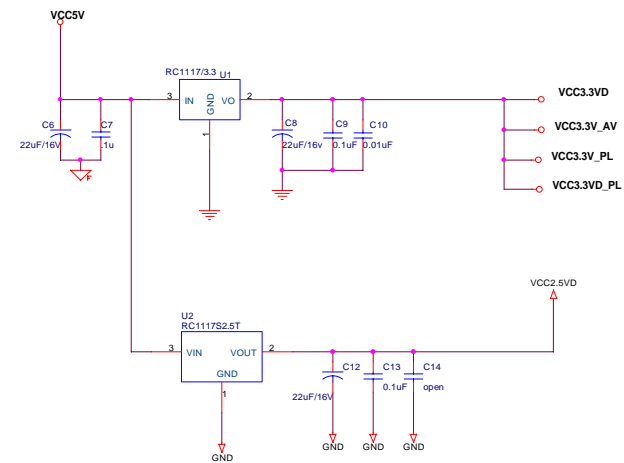 VCC5V
RC1117/3.3 U1
3 IN GND VO 2
1
C6
22uF/16V
C7
.1u
F
C8
22uF/16v
C9
0.1uF
C10
0.01uF
VCC3.3VD
VCC3.3V_AV
VCC3.3V_PL
VCC3.3VD_PL
VCC2.5VD
U2
RC1117S2.5T
3 VIN VOUT 2
GND
1
GND
C12
22uF/16V
C13
0.1uF
C14
open
GND GND GND